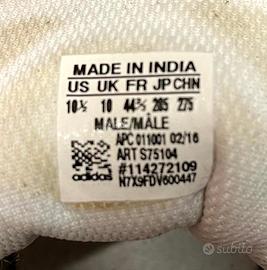 MADE IN INDIA
US UK FR JP CHN
10½ 10 44⅔ 285 275
MALE/MÂLE
APC 011001 02/16
ART S75104
#114272109
N7X9FDV600447
adidas
subito